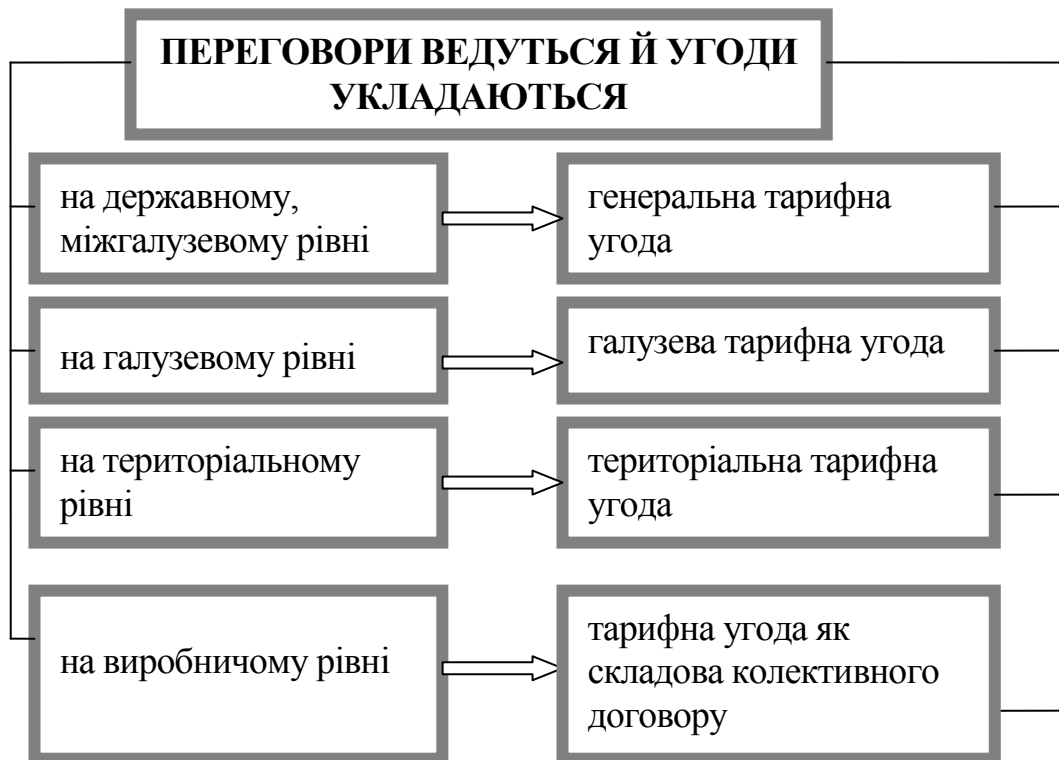 ПЕРЕГОВОРИ ВЕДУТЬСЯ Й УГОДИ
УКЛАДАЮТЬСЯ
на державному,
міжгалузевому рівні
генеральна тарифна
угода
на галузевому рівні
галузева тарифна угода
на територіальному
рівні
територіальна тарифна
угода
на виробничому рівні
тарифна угода як
складова колективного
договору